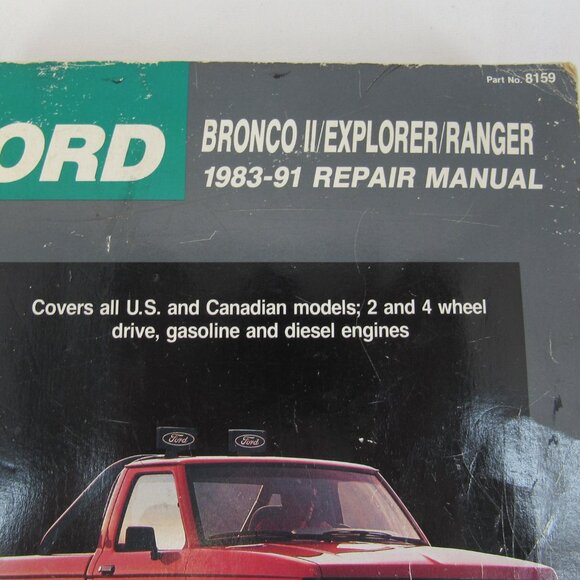 Part No. 8159
ORD
BRONCO II/EXPLORER/RANGER
1983-91 REPAIR MANUAL
Covers all U.S. and Canadian models; 2 and 4 wheel
drive, gasoline and diesel engines
Ford
Ford